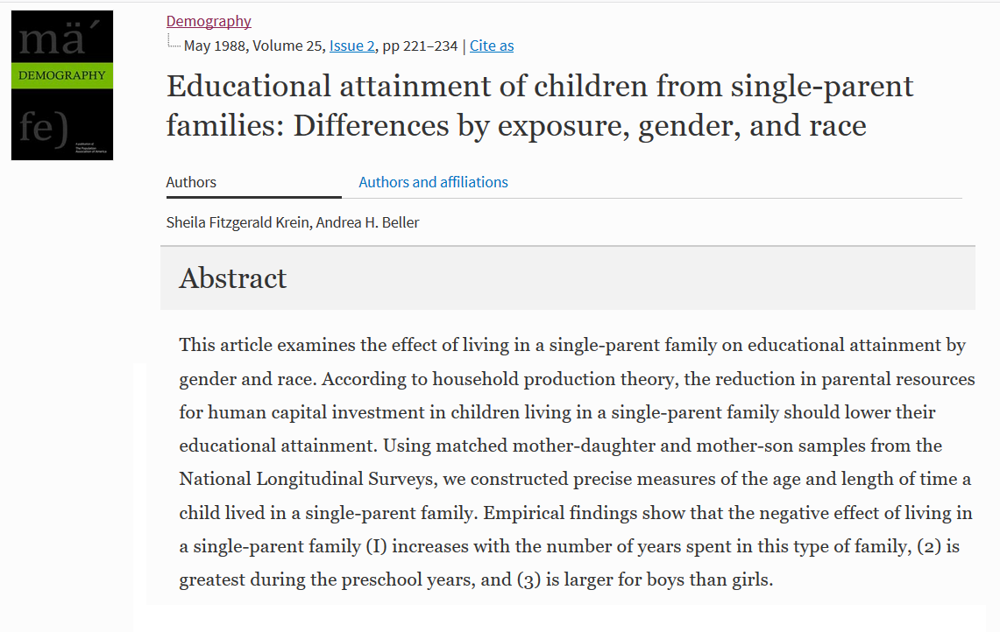 mä´
DEMOGRAPHY
fe)
Demography
May 1988, Volume 25, Issue 2, pp 221–234 | Cite as
Educational attainment of children from single-parent
families: Differences by exposure, gender, and race
Authors
Authors and affiliations
Sheila Fitzgerald Krein, Andrea H. Beller
Abstract
This article examines the effect of living in a single-parent family on educational attainment by
gender and race. According to household production theory, the reduction in parental resources
for human capital investment in children living in a single-parent family should lower their
educational attainment. Using matched mother-daughter and mother-son samples from the
National Longitudinal Surveys, we constructed precise measures of the age and length of time a
child lived in a single-parent family. Empirical findings show that the negative effect of living in
a single-parent family (I) increases with the number of years spent in this type of family, (2) is
greatest during the preschool years, and (3) is larger for boys than girls.